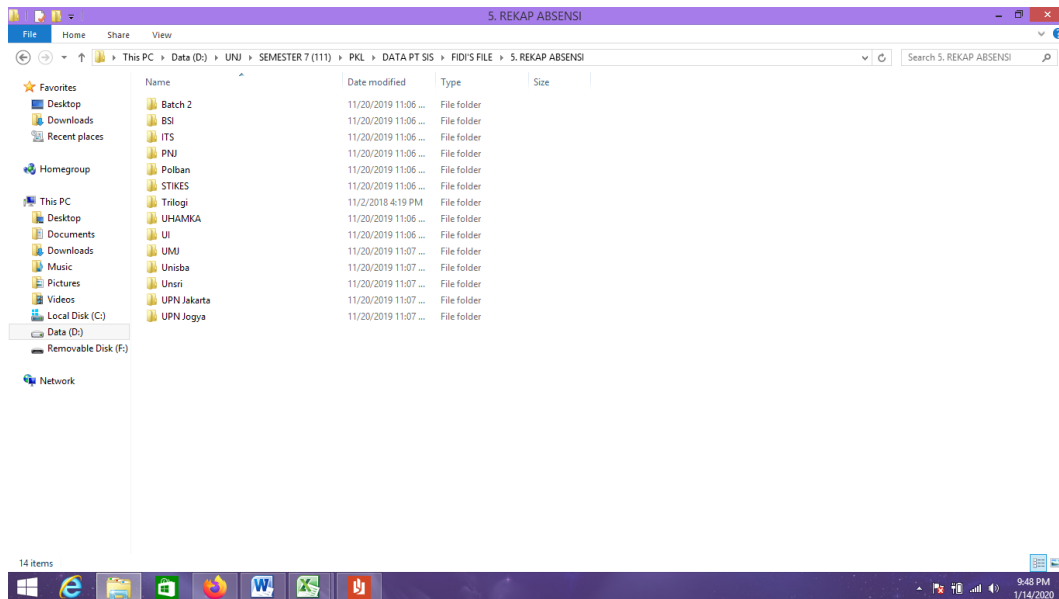 5. REKAP ABSENSI
File Home Share View
This PC Data (D:) UNJ SEMESTER 7 (111) PKL DATA PT SIS FIDI'S FILE 5. REKAP ABSENSI Search 5. REKAP ABSENSI
Name Date modified Type Size
Favorites
Desktop
Downloads
Recent places
Homegroup
This PC
Desktop
Documents
Downloads
Music
Pictures
Videos
Local Disk (C:)
Data (D:)
Removable Disk (F:)
Network
Batch 2 11/20/2019 11:06 ... File folder
BSI 11/20/2019 11:06 ... File folder
ITS 11/20/2019 11:06 ... File folder
PNJ 11/20/2019 11:06 ... File folder
Polban 11/20/2019 11:06 ... File folder
STIKES 11/20/2019 11:06 ... File folder
Trilogi 11/2/2018 4:19 PM File folder
UHAMKA 11/20/2019 11:06 ... File folder
UI 11/20/2019 11:06 ... File folder
UMJ 11/20/2019 11:07 ... File folder
Unisba 11/20/2019 11:07 ... File folder
Unsri 11/20/2019 11:07 ... File folder
UPN Jakarta 11/20/2019 11:07 ... File folder
UPN Jogya 11/20/2019 11:07 ... File folder
14 items
9:48 PM
1/14/2020